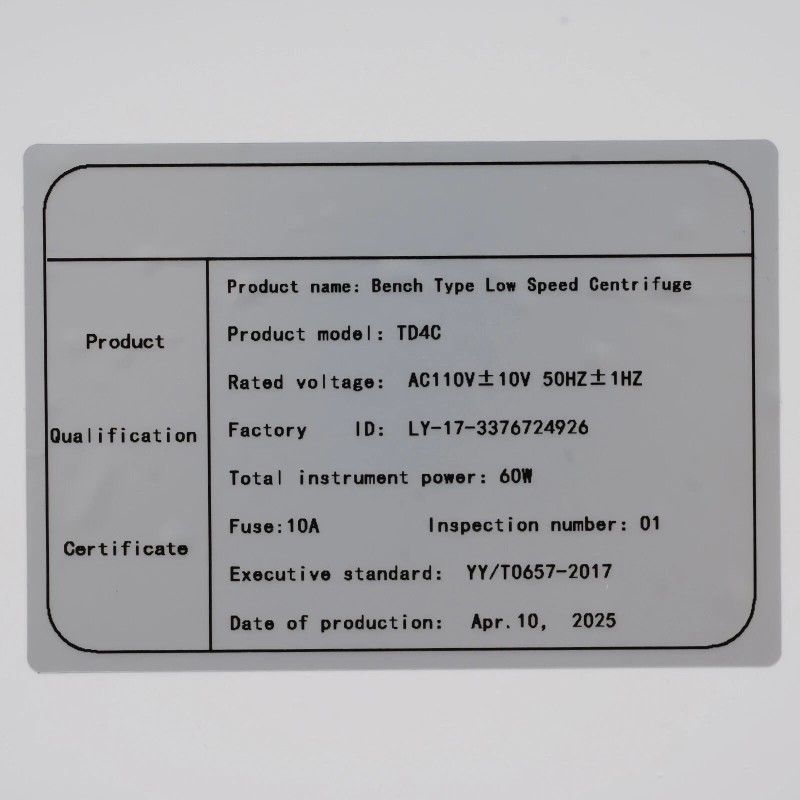 Product name: Bench Type Low Speed Centrifuge
Product model: TD4C
Rated voltage: AC110V±10V 50HZ±1HZ
Factory ID: LY-17-3376724926
Total instrument power: 60W
Fuse:10A Inspection number: 01
Executive standard: YY/T0657-2017
Date of production: Apr.10, 2025
Product
Qualification
Certificate